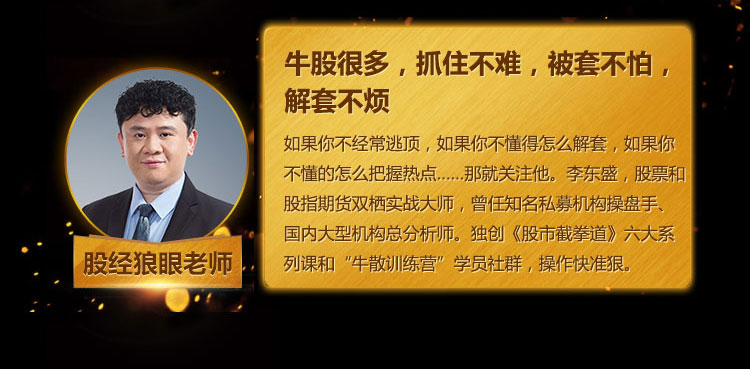 牛股很多，抓住不难，被套不怕，
解套不烦
如果你不经常逃顶，如果你不懂得怎么解套，如果你
不懂的怎么把握热点......那就关注他。李东盛，股票和
股指期货双栖实战大师，曾任知名私募机构操盘手、
国内大型机构总分析师。独创《股市截拳道》六大系
列课和“牛散训练营”学员社群，操作快准狠。
股经狼眼老师